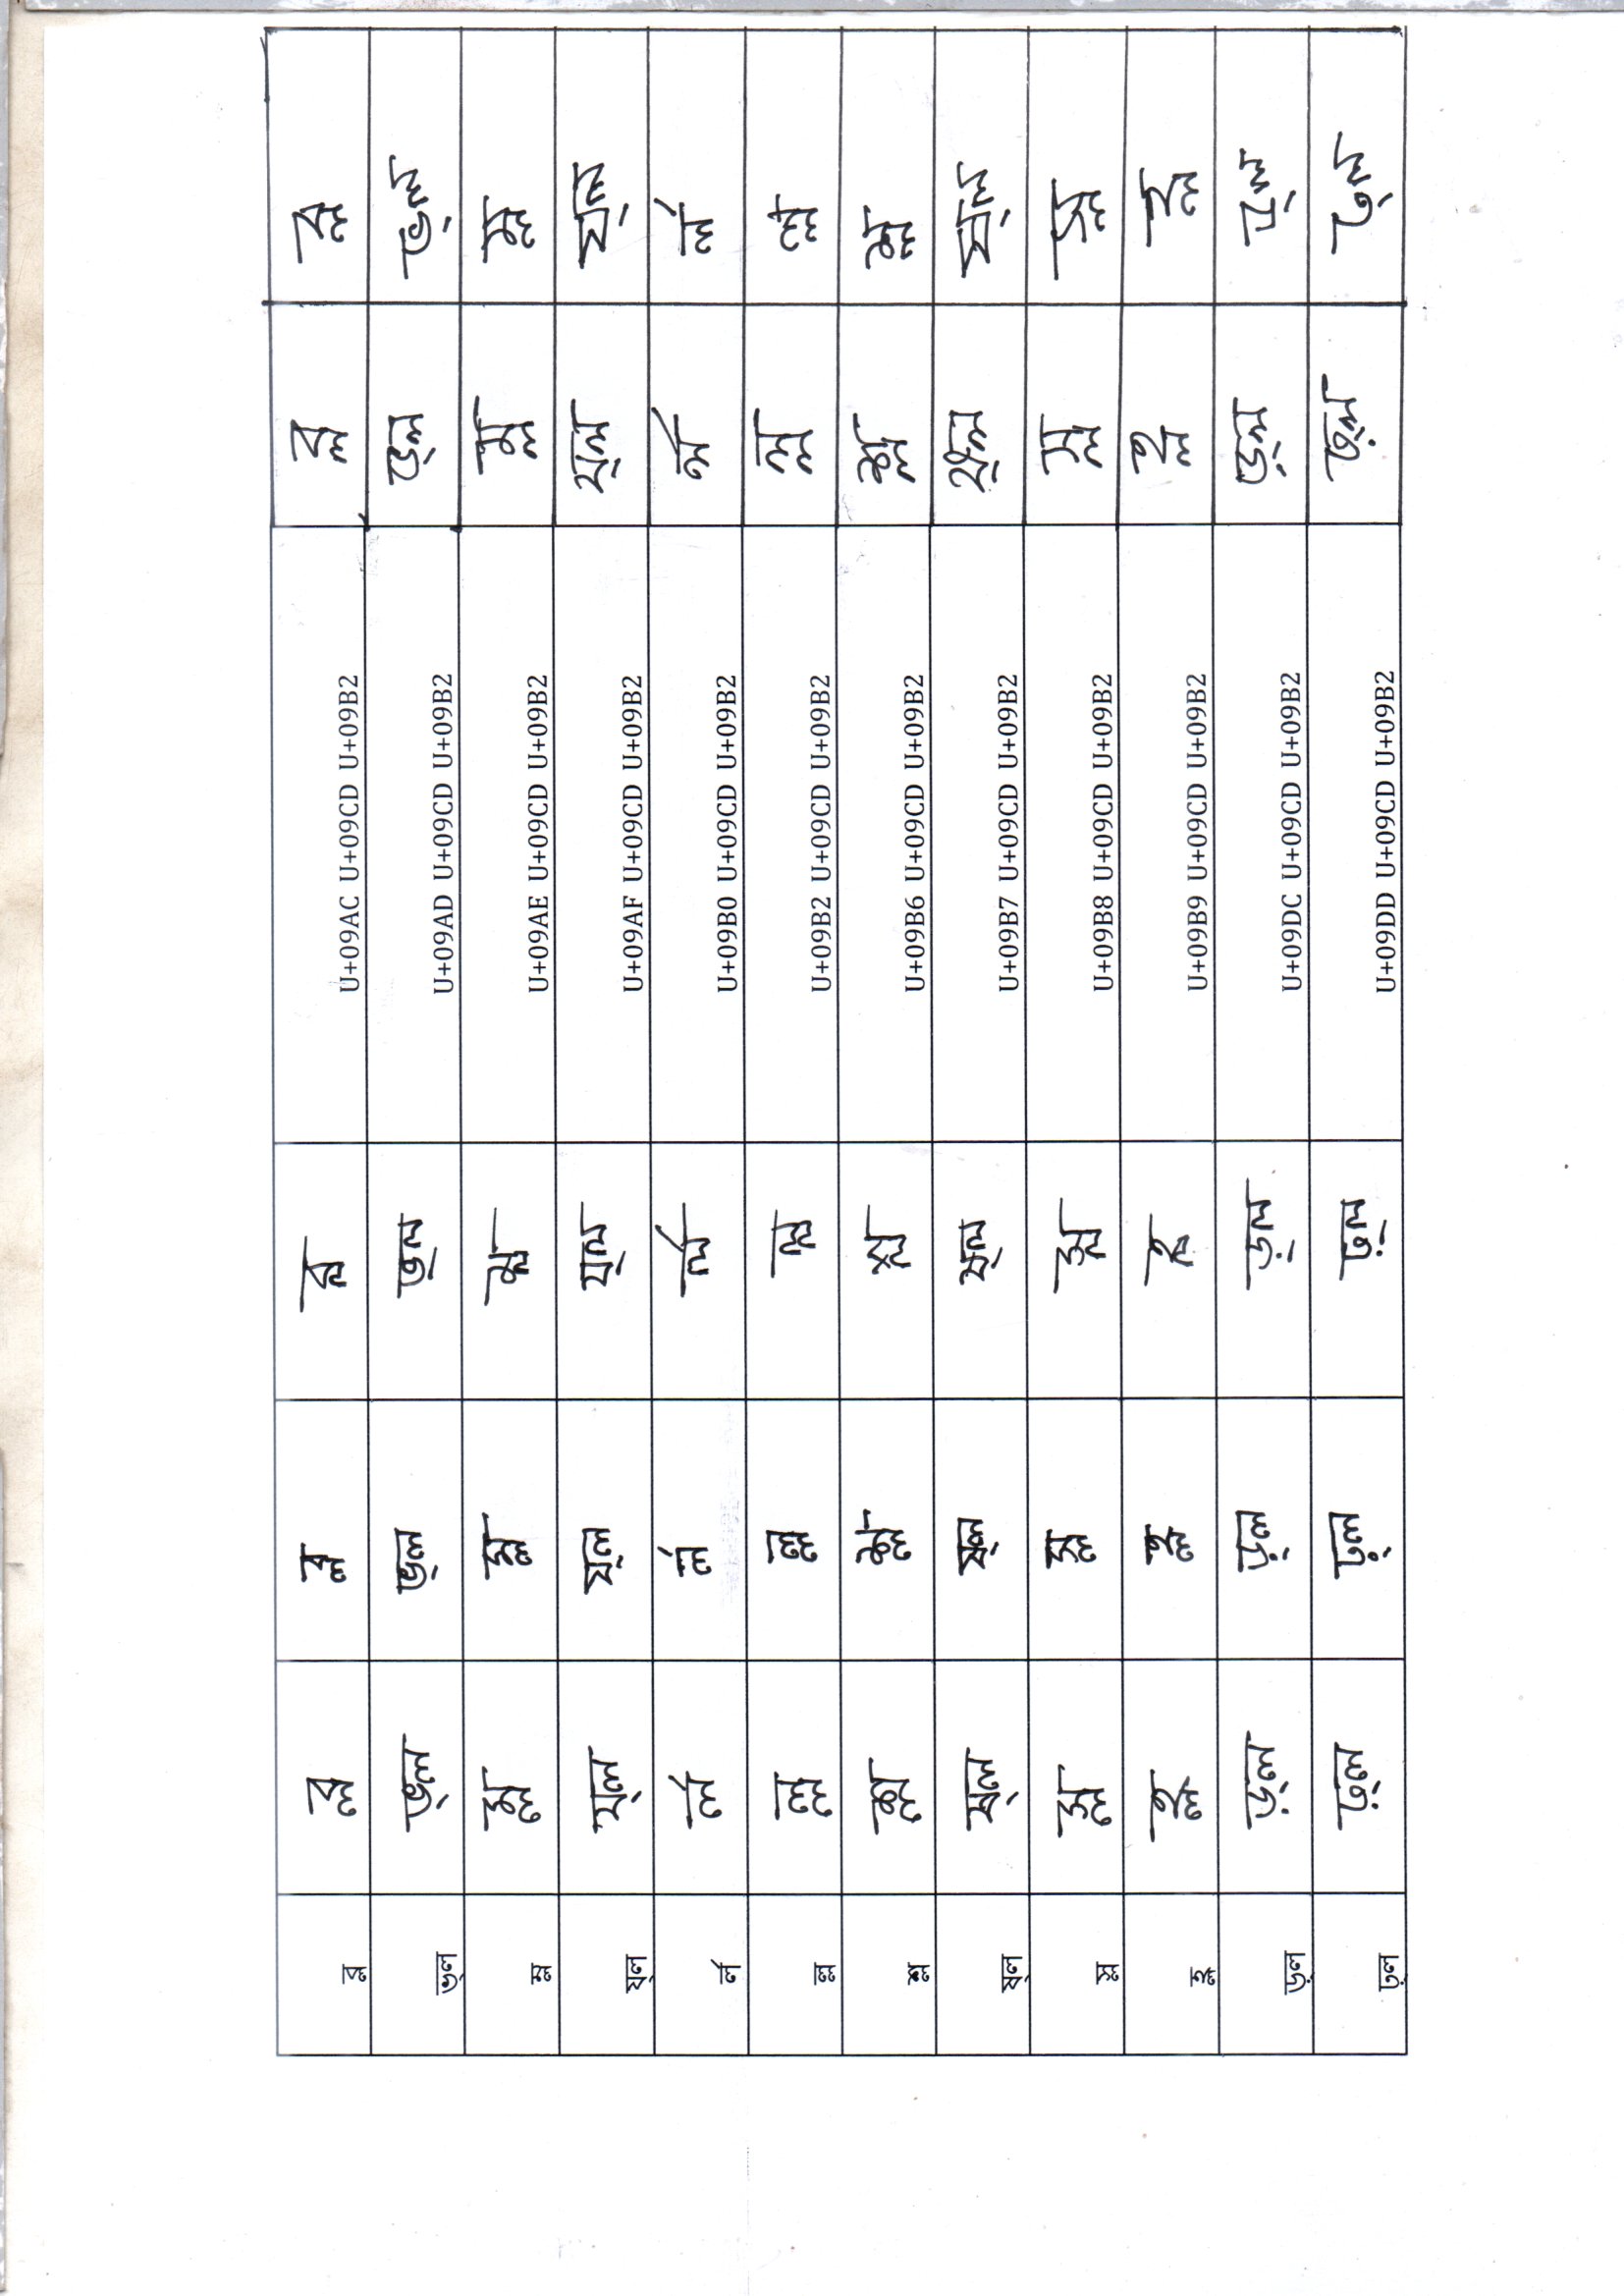 ব্ল ব্ল ব্ল ব্ল U+09AC U+09CD U+09B2 ব্ল ব্ল
ভ্‌ল ভ্‌ল ভ্‌ল ভ্‌ল U+09AD U+09CD U+09B2 ভ্‌ল ভ্‌ল
ম্ল ম্ল ম্ল ম্ল U+09AE U+09CD U+09B2 ম্ল ম্ল
য্‌ল য্‌ল য্‌ল য্‌ল U+09AF U+09CD U+09B2 য্‌ল য্‌ল
র্ল র্ল র্ল র্ল U+09B0 U+09CD U+09B2 র্ল র্ল
ল্ল ল্ল ল্ল ল্ল U+09B2 U+09CD U+09B2 ল্ল ল্ল
শ্ল শ্ল শ্ল শ্ল U+09B6 U+09CD U+09B2 শ্ল শ্ল
ষ্‌ল ষ্‌ল ষ্‌ল ষ্‌ল U+09B7 U+09CD U+09B2 ষ্‌ল ষ্‌ল
স্ল স্ল স্ল স্ল U+09B8 U+09CD U+09B2 স্ল স্ল
হ্ল হ্ল হ্ল হ্ল U+09B9 U+09CD U+09B2 হ্ল হ্ল
ড়্‌ল ড়্‌ল ড়্‌ল ড়্‌ল U+09DC U+09CD U+09B2 ড়্‌ল ড়্‌ল
ঢ়্‌ল ঢ়্‌ল ঢ়্‌ল ঢ়্‌ল U+09DD U+09CD U+09B2 ঢ়্‌ল ঢ়্‌ল